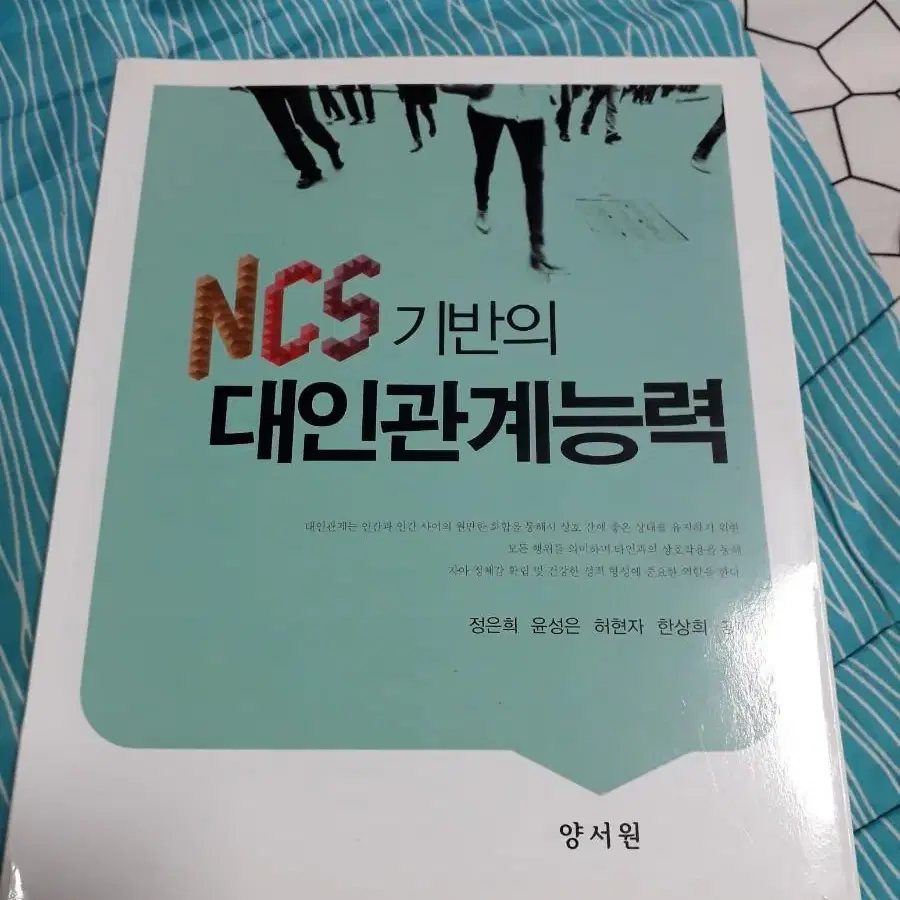 NCS 기반의
대인관계능력
대인관계는 인간과 인간 사이의 원만한 화합을 통해서 상호 간에 좋은 상태를 유지하기 위한
모든 행위를 의미하며 타인과의 상호작용을 통해
자아 정체감 확립 및 건강한 성격 형성에 중요한 역할을 한다
정은희 윤성은 허현자 한상희
양서원